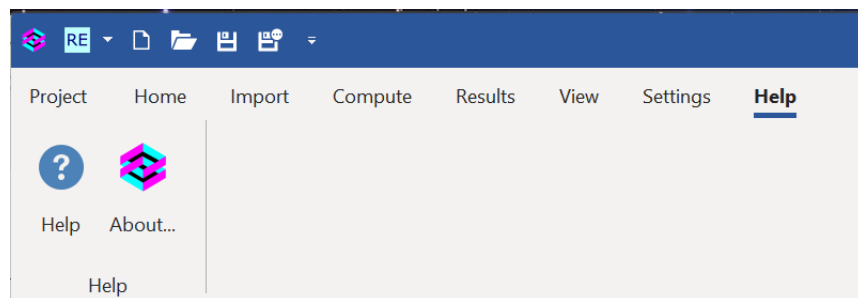 RE
Project Home Import Compute Results View Settings Help
?
Help About...
Help